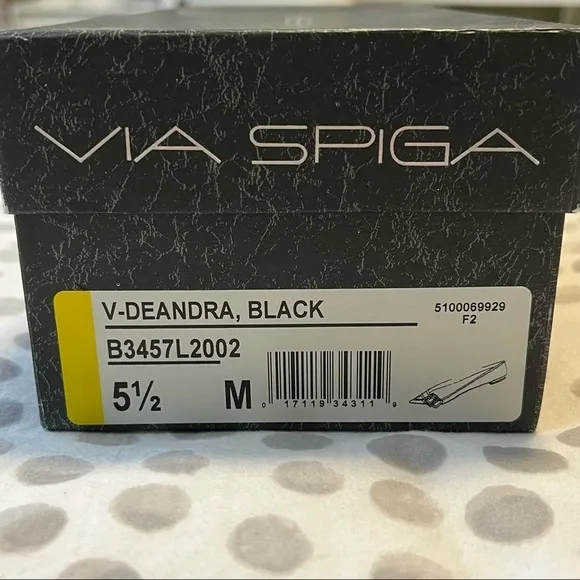 VIA SPIGA
V-DEANDRA, BLACK
5100069929
F2
B3457L2002
5½ M
0 17119 34311 9